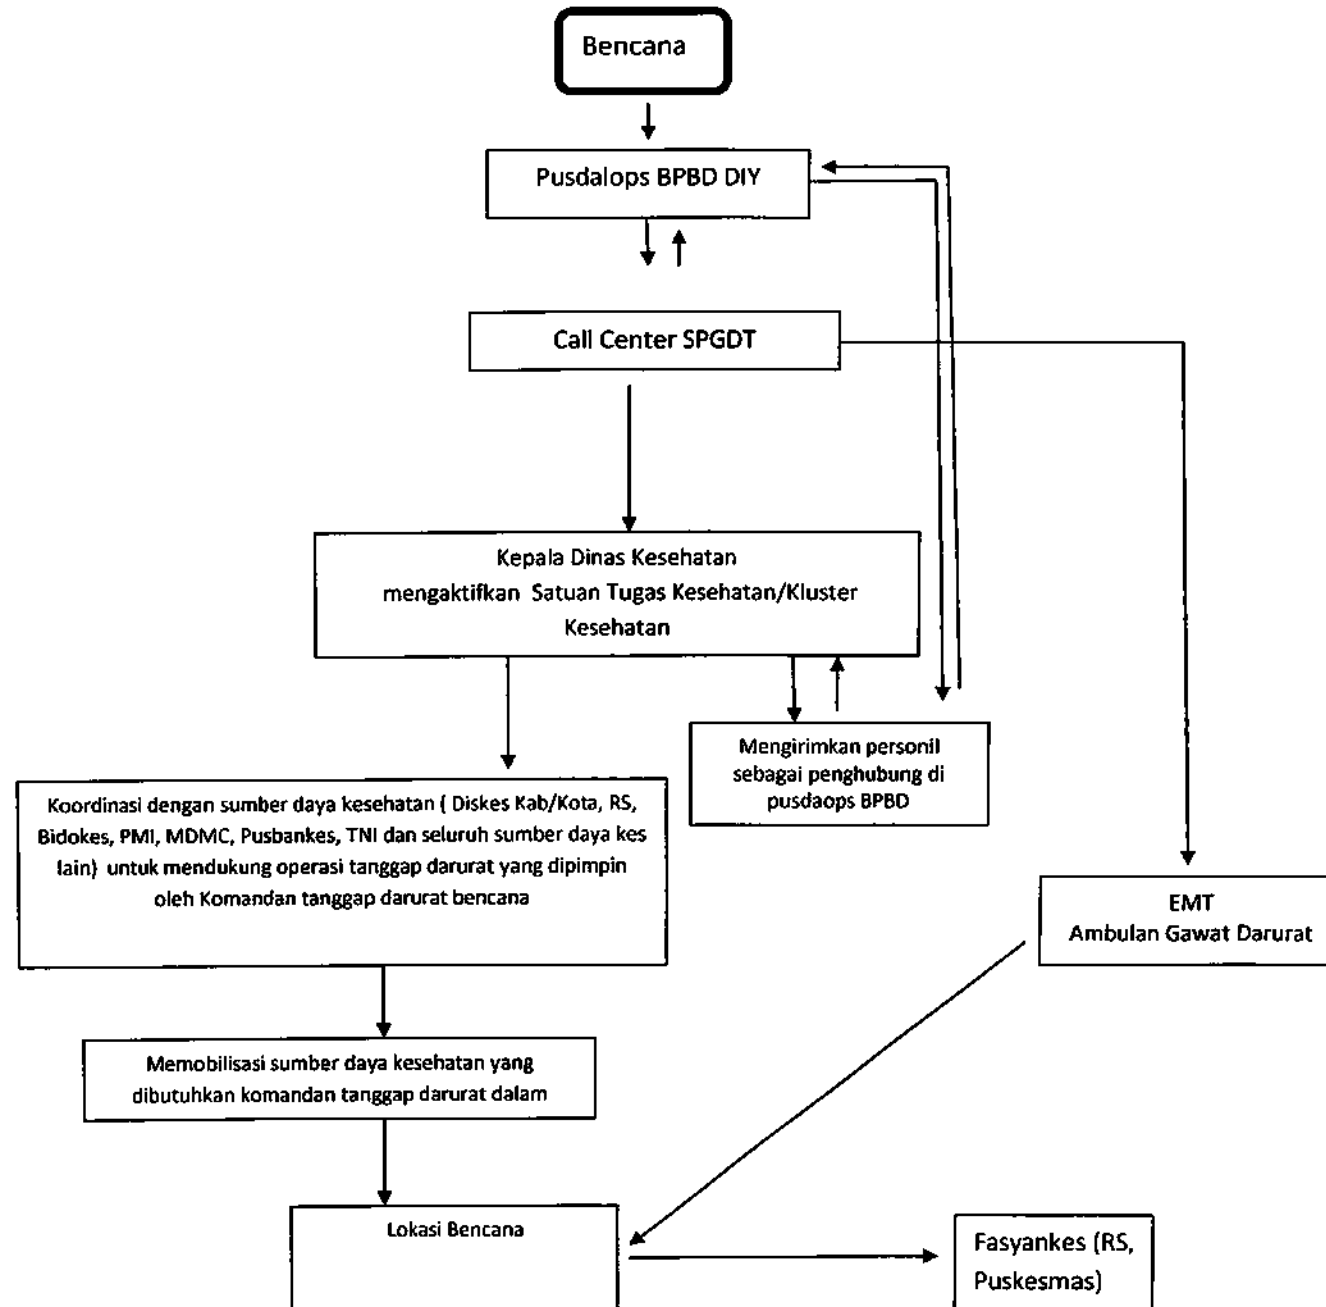 Bencana
Pusdalops BPBD DIY
Call Center SPGDT
Kepala Dinas Kesehatan
mengaktifkan Satuan Tugas Kesehatan/Kluster
Kesehatan
Mengirimkan personil
sebagai penghubung di
pusdaops BPBD
Koordinasi dengan sumber daya kesehatan ( Diskes Kab/Kota, RS,
Bidokes, PMI, MDMC, Pusbankes, TNI dan seluruh sumber daya kes
lain) untuk mendukung operasi tanggap darurat yang dipimpin
oleh Komandan tanggap darurat bencana
EMT
Ambulan Gawat Darurat
Memobilisasi sumber daya kesehatan yang
dibutuhkan komandan tanggap darurat dalam
Lokasi Bencana
Fasyankes (RS,
Puskesmas)